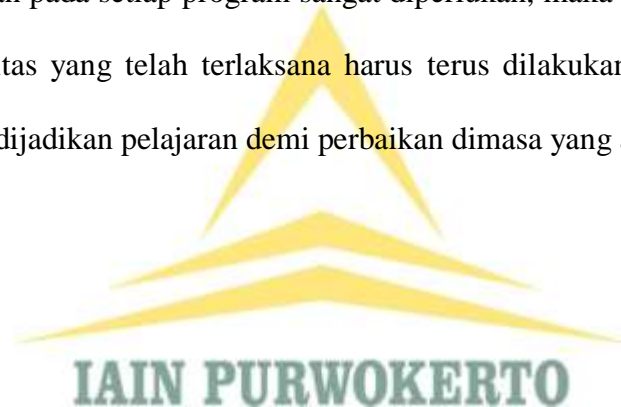 pada setiap program sangat diperlukan, maka
yang telah terlaksana harus terus dilakukan
dijadikan pelajaran demi perbaikan dimasa yang
IAIN PURWOKERTO